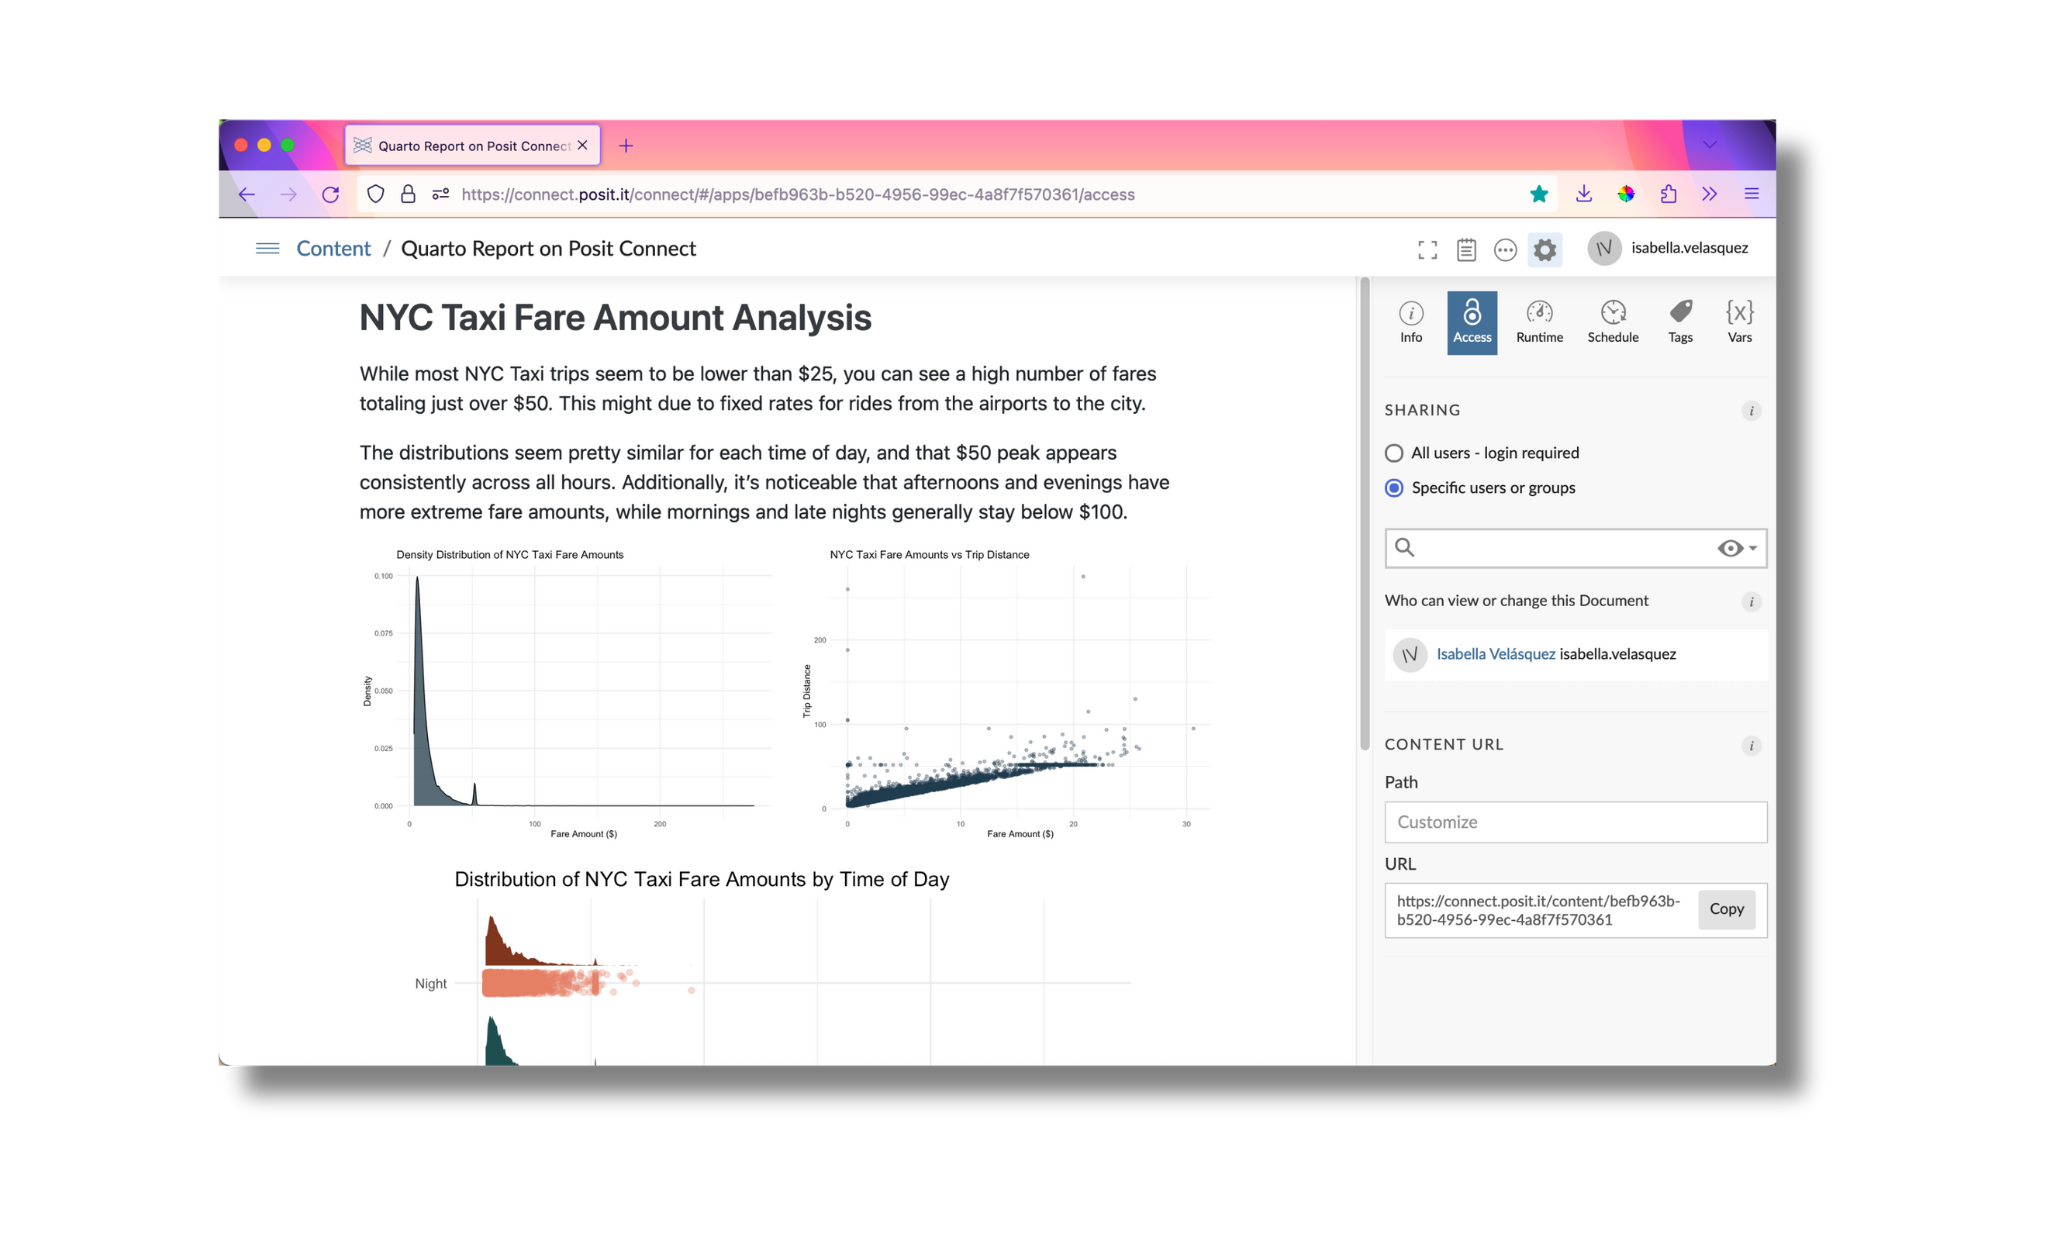 Quarto Report on Posit Connect
https://connect.posit.it/connect/#/apps/befb963b-b520-4956-99ec-4a8f7f570361/access
Content / Quarto Report on Posit Connect
isabella.velasquez
NYC Taxi Fare Amount Analysis
While most NYC Taxi trips seem to be lower than $25, you can see a high number of fares
totaling just over $50. This might due to fixed rates for rides from the airports to the city.
The distributions seem pretty similar for each time of day, and that $50 peak appears
consistently across all hours. Additionally, it’s noticeable that afternoons and evenings have
more extreme fare amounts, while mornings and late nights generally stay below $100.
Density Distribution of NYC Taxi Fare Amounts
0.100
0.075
0.050
0.025
0.000
Density
0 100 200
Fare Amount ($)
NYC Taxi Fare Amounts vs Trip Distance
200
100
0
Trip Distance
0 10 20 30
Fare Amount ($)
Distribution of NYC Taxi Fare Amounts by Time of Day
Night
Info Access Runtime Schedule Tags Vars
SHARING
All users - login required
Specific users or groups
Who can view or change this Document
IV Isabella Velásquez isabella.velasquez
CONTENT URL
Path
Customize
URL
https://connect.posit.it/content/befb963b-
b520-4956-99ec-4a8f7f570361
Copy